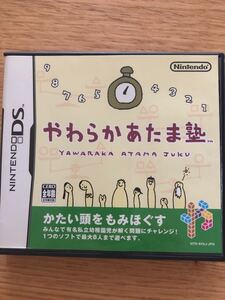 Nintendo
9 8 7 6 5 4 3 2 1
やわらかあたま塾™
YAWARAKA ATAMA JUKU
NINTENDO DS™
CERO
全年齢
かたい頭をもみほぐす
みんなで有名私立幼稚園児が解く問題にチャレンジ!
1つのソフトで最大8人まで遊べます。